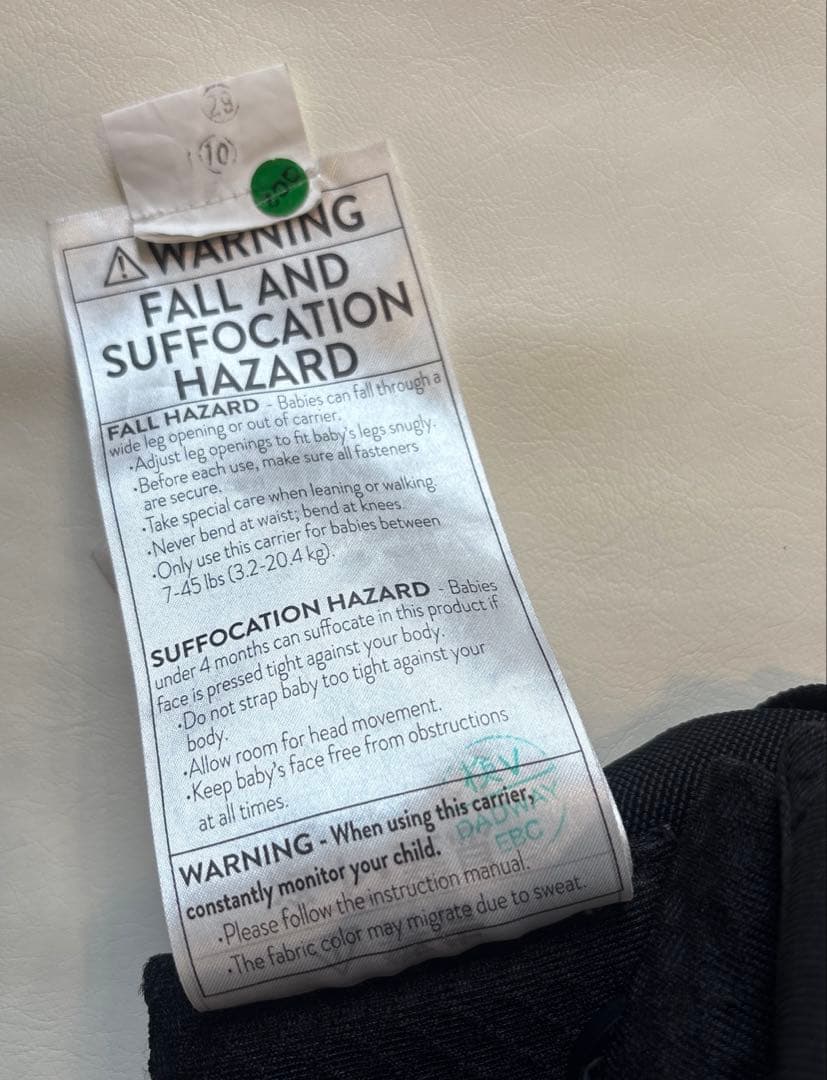 29
10
WARNING
FALL AND
SUFFOCATION
HAZARD
FALL HAZARD - Babies can fall through a
wide leg opening or out of carrier.
•Adjust leg openings to fit baby's legs snugly.
•Before each use, make sure all fasteners
are secure.
•Take special care when leaning or walking.
•Never bend at waist; bend at knees.
•Only use this carrier for babies between
7-45 lbs (3.2-20.4 kg).
SUFFOCATION HAZARD - Babies
under 4 months can suffocate in this product if
face is pressed tight against your body.
•Do not strap baby too tight against your
body.
•Allow room for head movement.
•Keep baby's face free from obstructions
at all times.
WARNING - When using this carrier,
constantly monitor your child.
•Please follow the instruction manual.
•The fabric color may migrate due to sweat.
EBC